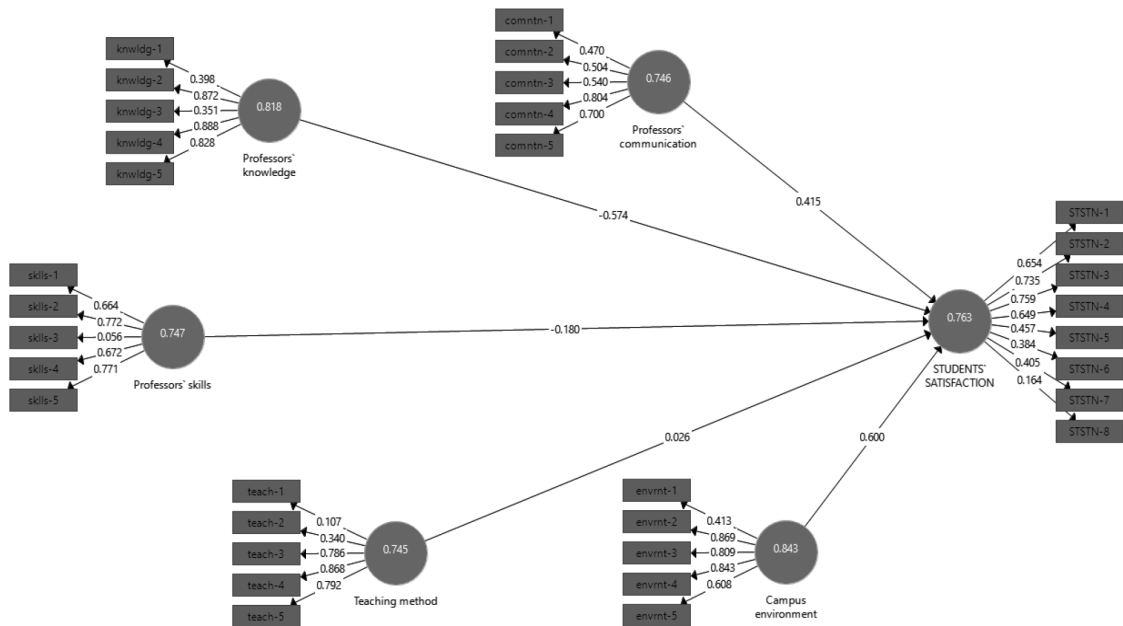 comntn-1
comntn-2
comntn-3
comntn-4
comntn-5
0.470
0.504
0.540
0.804
0.700
0.746
Professors`
communication
knwldg-1
knwldg-2
knwldg-3
knwldg-4
knwldg-5
0.398
0.872
0.351
0.888
0.828
0.818
Professors`
knowledge
0.415
-0.574
sklls-1
sklls-2
sklls-3
sklls-4
sklls-5
0.664
0.772
0.056
0.672
0.771
0.747
Professors` skills
-0.180
STSTN-1
STSTN-2
STSTN-3
STSTN-4
STSTN-5
STSTN-6
STSTN-7
STSTN-8
0.654
0.735
0.759
0.649
0.457
0.384
0.405
0.164
0.763
STUDENTS`
SATISFACTION
0.026
0.600
teach-1
teach-2
teach-3
teach-4
teach-5
0.107
0.340
0.786
0.868
0.792
0.745
Teaching method
envrnt-1
envrnt-2
envrnt-3
envrnt-4
envrnt-5
0.413
0.869
0.809
0.843
0.608
0.843
Campus
environment